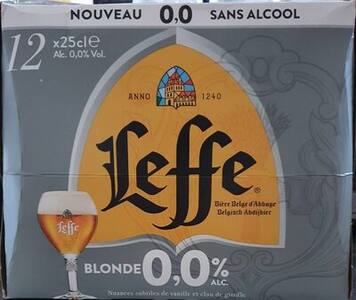 NOUVEAU 0,0 SANS ALCOOL
12 x25cl e
Alc. 0,0% Vol.
ANNO 1240
Leffe ®
Bière Belge d'Abbaye
Belgisch Abdijbier
Leffe
BLONDE 0,0% ALC.
Nuances subtiles de vanille et clou de girofle